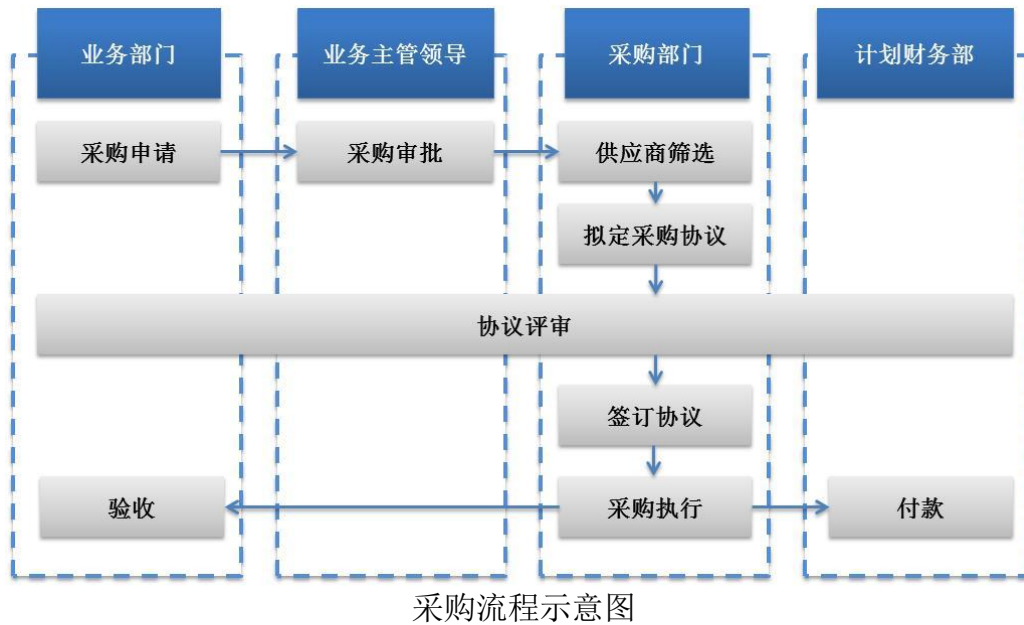 业务部门 业务主管领导 采购部门 计划财务部
采购申请 采购审批 供应商筛选
拟定采购协议
协议评审
签订协议
验收 采购执行 付款
采购流程示意图